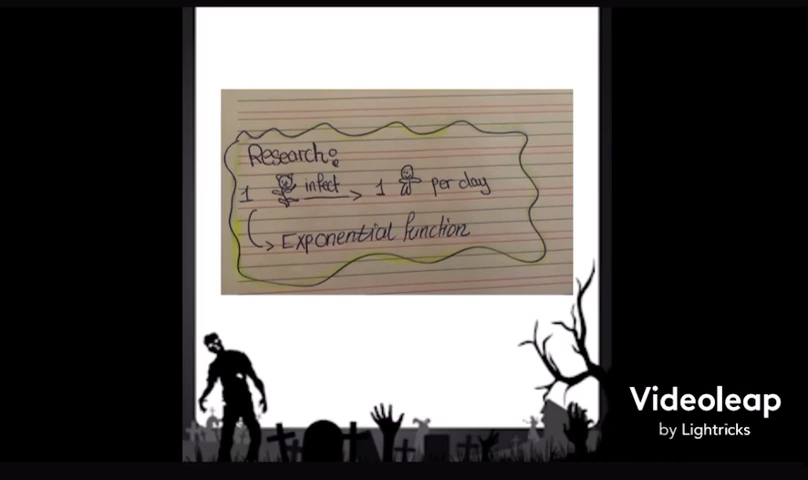 Research:
1 infect 1 per day
Exponential function
Videoleap
by Lightricks